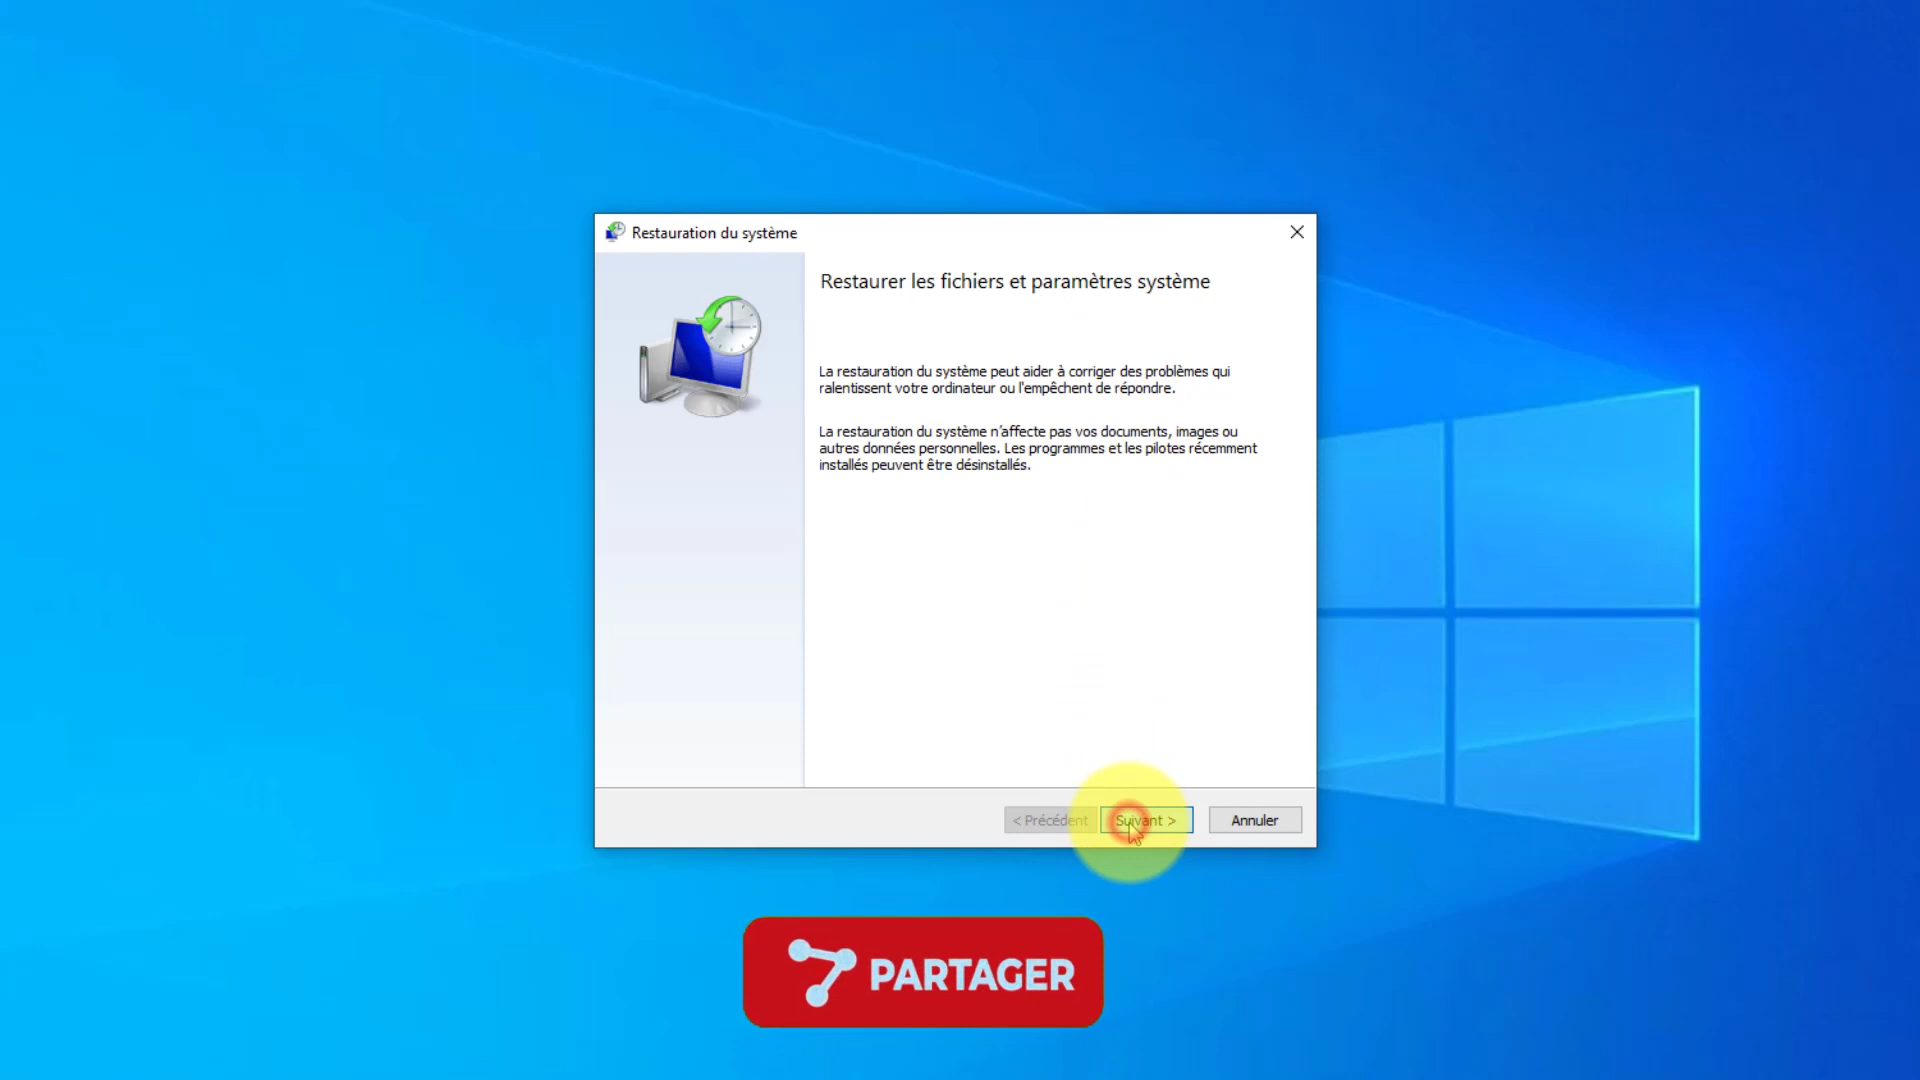 Restauration du système
Restaurer les fichiers et paramètres système
La restauration du système peut aider à corriger des problèmes qui
ralentissent votre ordinateur ou l'empêchent de répondre.
La restauration du système n’affecte pas vos documents, images ou
autres données personnelles. Les programmes et les pilotes récemment
installés peuvent être désinstallés.
< Précédent
Suivant >
Annuler
PARTAGER